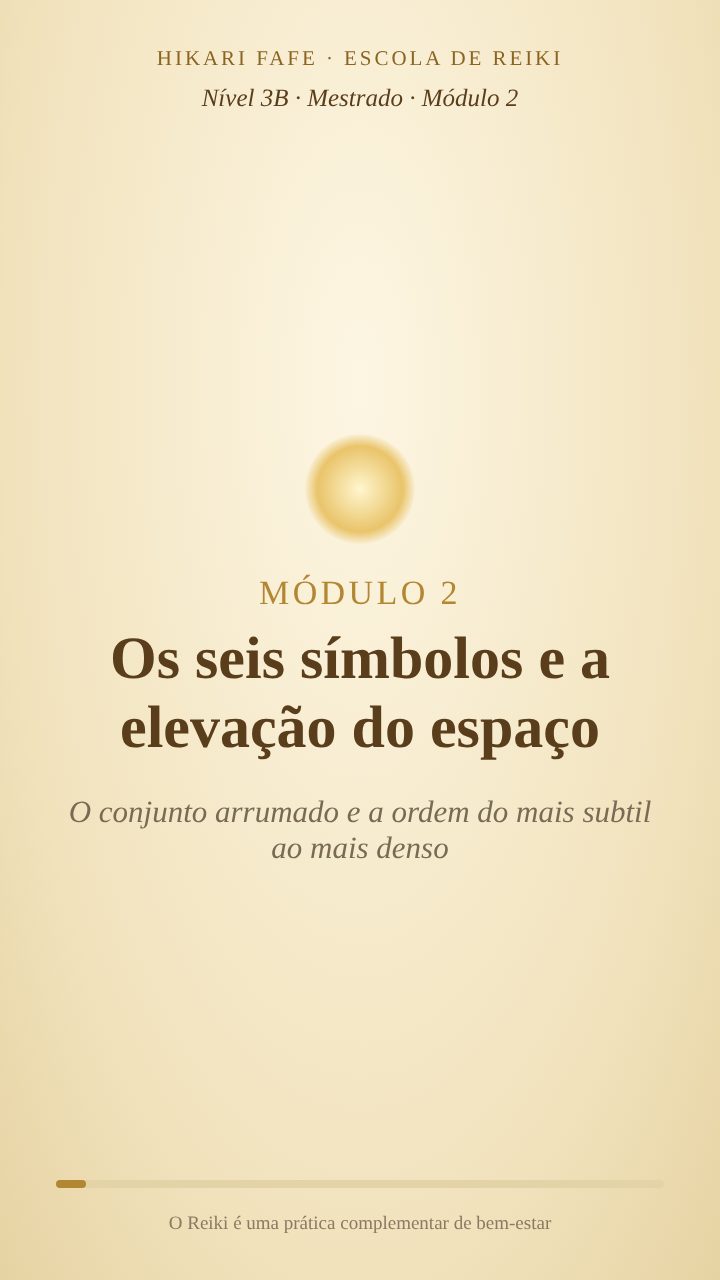 HIKARI FAFE · ESCOLA DE REIKI
Nível 3B · Mestrado · Módulo 2
MÓDULO 2
Os seis símbolos e a
elevação do espaço
O conjunto arrumado e a ordem do mais subtil
ao mais denso
O Reiki é uma prática complementar de bem-estar